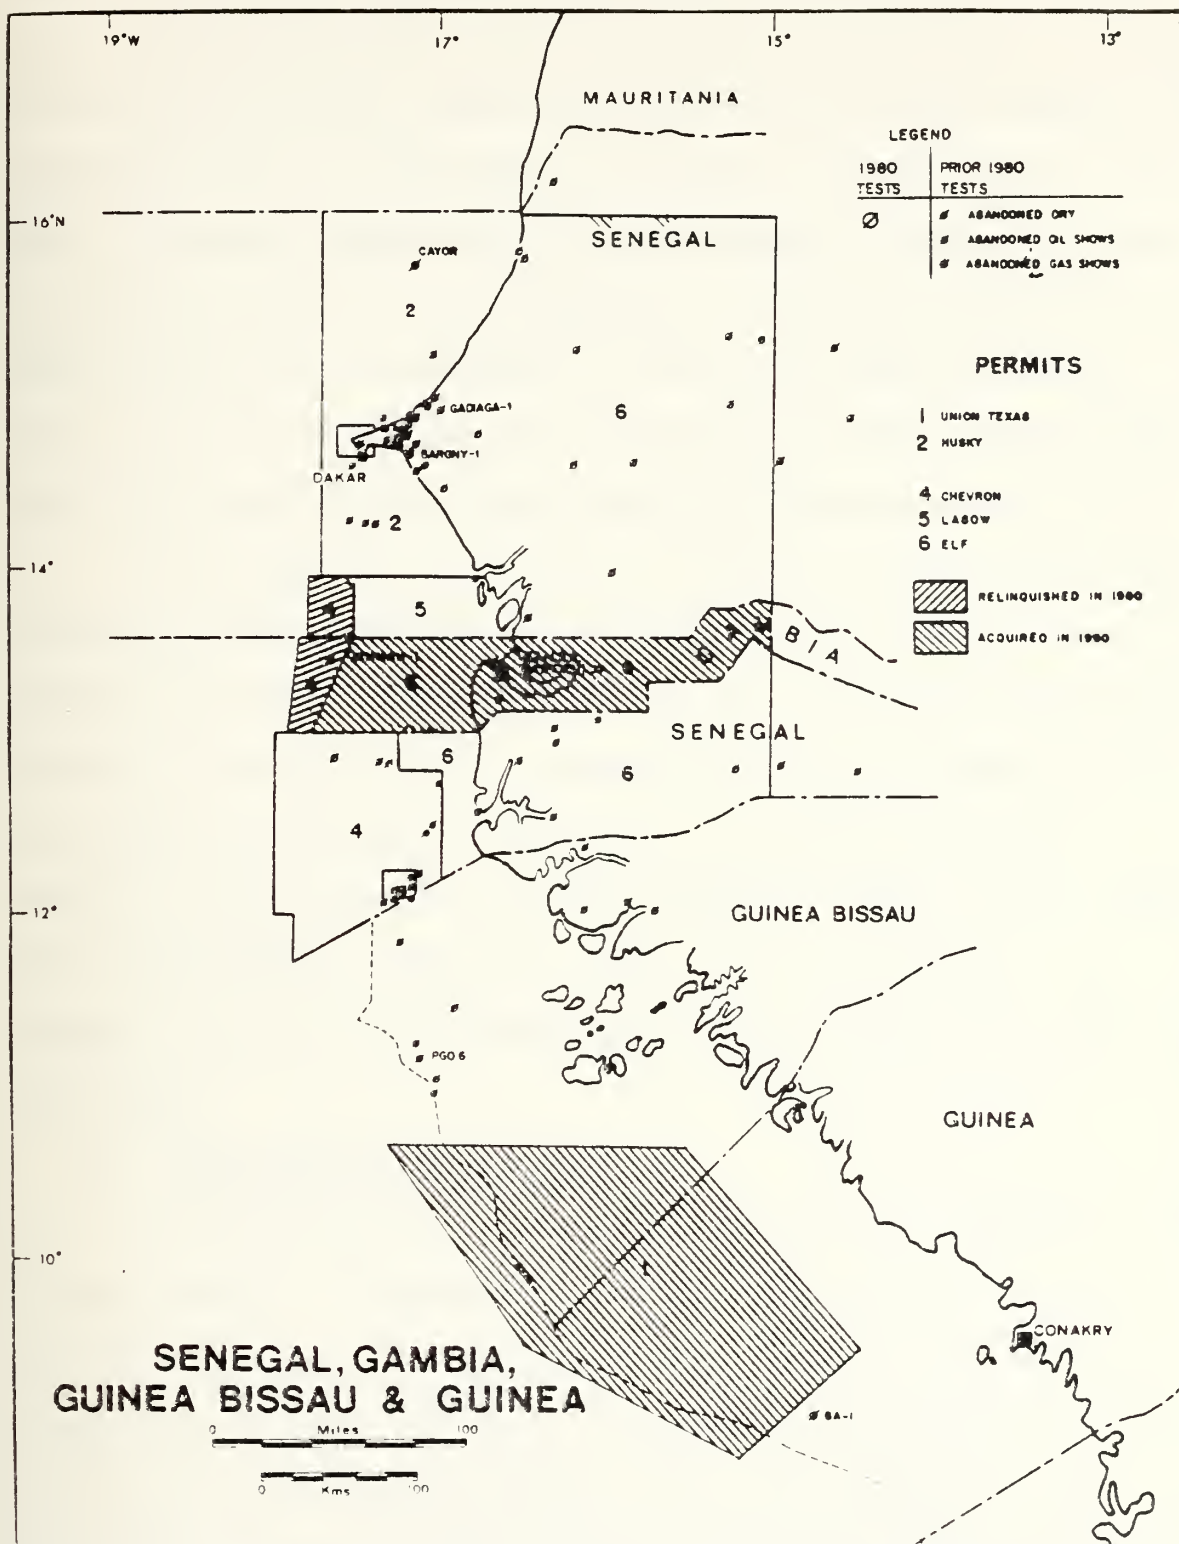 19°W 17° 15° 13°
MAURITANIA
LEGEND
1980 TESTS
PRIOR 1980 TESTS
ABANDONED DRY
ABANDONED OIL SHOWS
ABANDONED GAS SHOWS
16°N
SENEGAL
CAYOR
2
PERMITS
1 UNION TEXAS
2 HUSKY
4 CHEVRON
5 LABOW
6 ELF
GADIAGA-1
6
BARGNY-1
DAKAR
2
14°
5
RELINQUISHED IN 1980
ACQUIRED IN 1980
BIA
SENEGAL
6
6
4
12°
GUINEA BISSAU
PGO 6
GUINEA
10°
CONAKRY
SENEGAL, GAMBIA,
GUINEA BISSAU & GUINEA
0 Miles 100
0 Kms 100